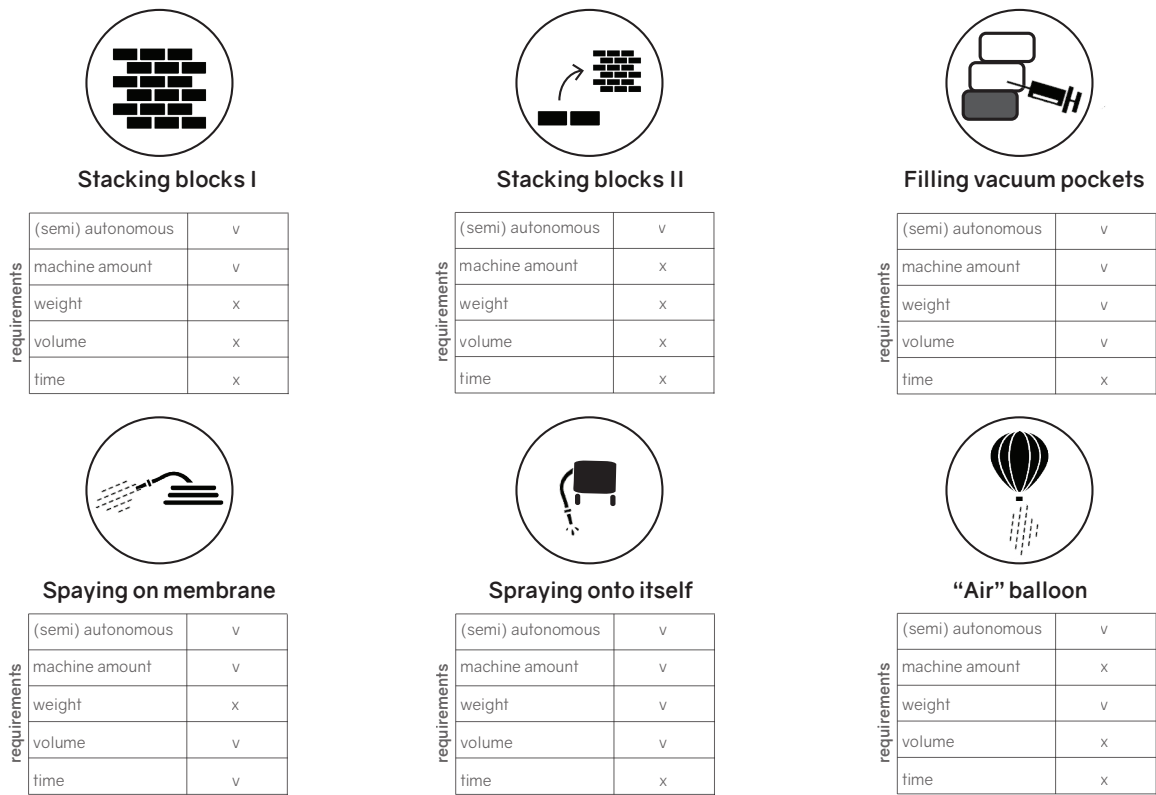 Stacking blocks I
requirements
(semi) autonomous v
machine amount v
weight x
volume x
time x
Stacking blocks II
requirements
(semi) autonomous v
machine amount x
weight x
volume x
time x
Filling vacuum pockets
requirements
(semi) autonomous v
machine amount v
weight v
volume v
time x
Spaying on membrane
requirements
(semi) autonomous v
machine amount v
weight x
volume v
time v
Spraying onto itself
requirements
(semi) autonomous v
machine amount v
weight v
volume v
time x
“Air” balloon
requirements
(semi) autonomous v
machine amount x
weight v
volume x
time x